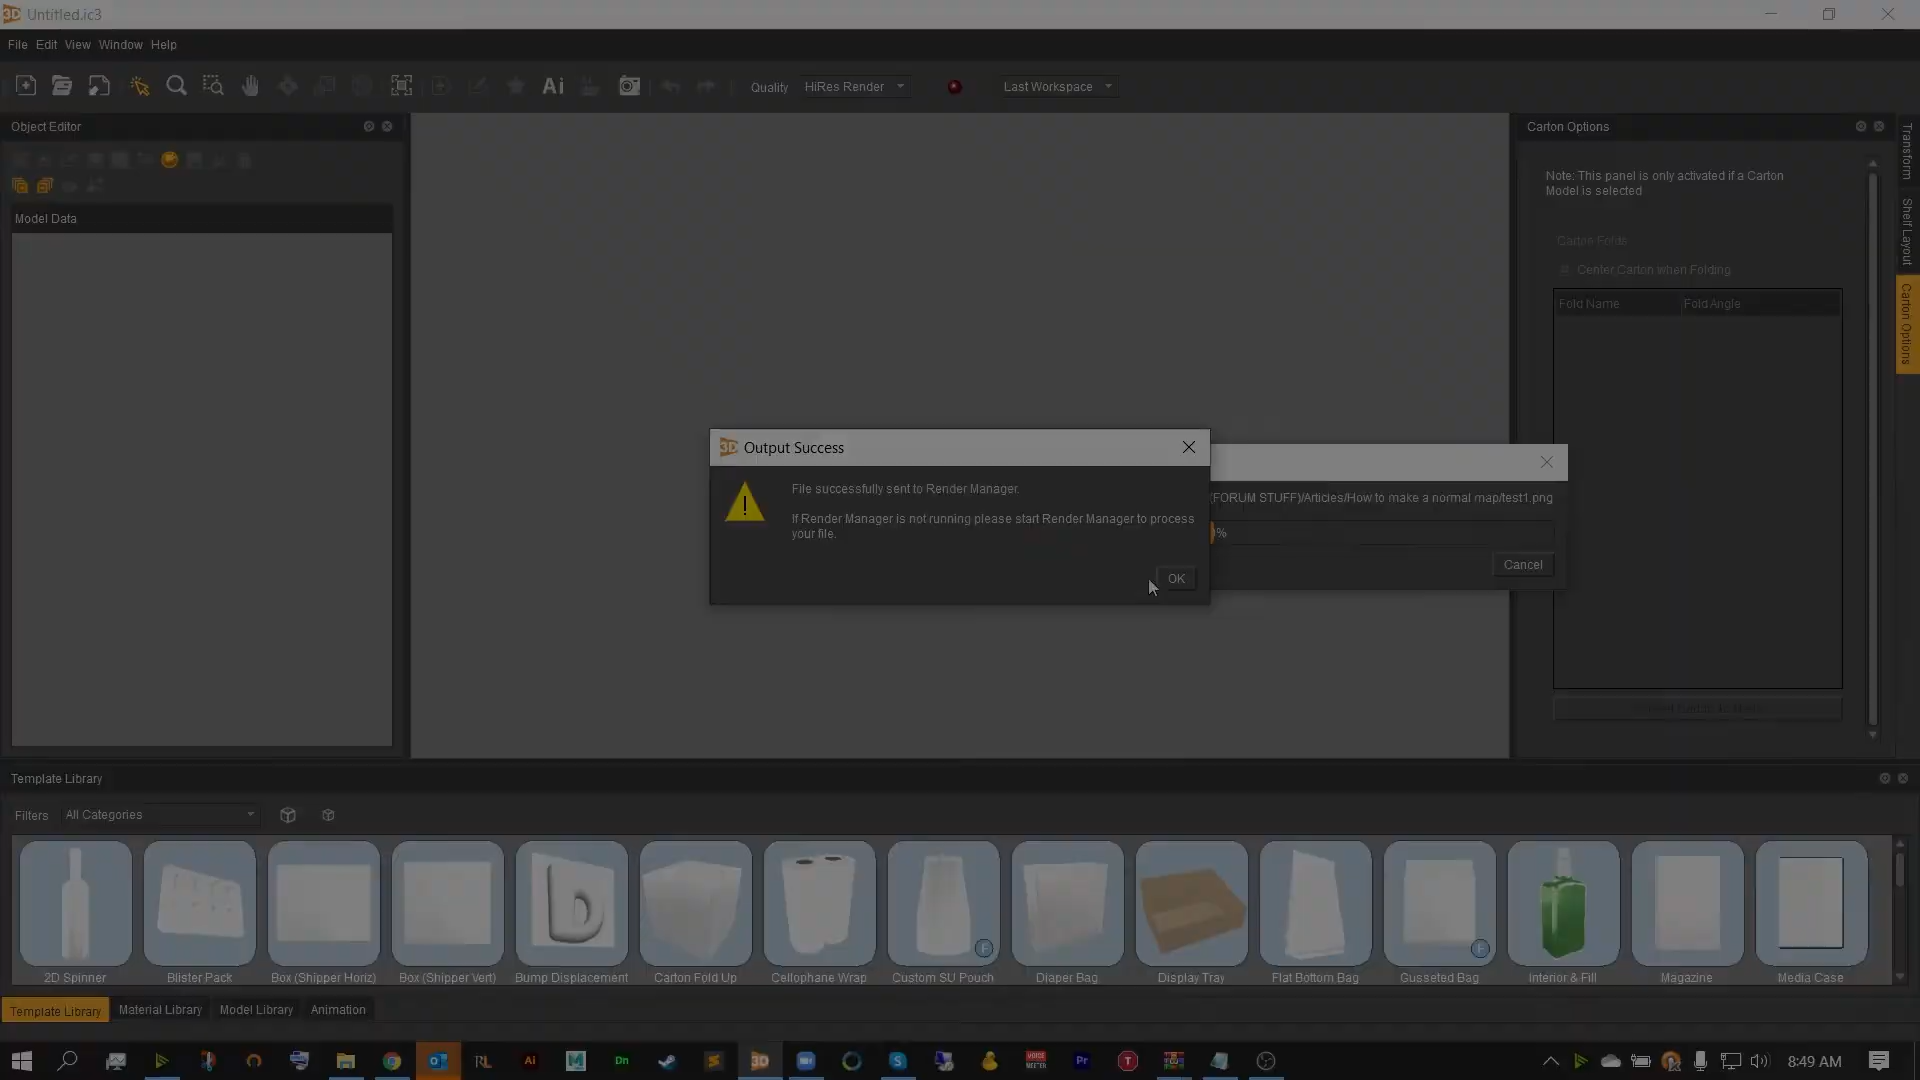 Untitled.ic3
File Edit View Window Help
Ai
Quality HiRes Render
Last Workspace
Object Editor
Model Data
Carton Options
Note: This panel is only activated if a Carton
Model is selected
Carton Folds
Center Carton when Folding
Fold Name Fold Angle
Transform
Shelf Layout
Carton Options
Output Success
File successfully sent to Render Manager.
If Render Manager is not running please start Render Manager to process
your file.
OK
(FORUM STUFF)/Articles/How to make a normal map/test1.png
%
Cancel
Template Library
Filters All Categories
2D Spinner
Blister Pack
Box (Shipper Horiz)
Box (Shipper Vert)
Bump Displacement
Carton Fold Up
Cellophane Wrap
Custom SU Pouch
Diaper Bag
Display Tray
Flat Bottom Bag
Gusseted Bag
Interior & Fill
Magazine
Media Case
Template Library Material Library Model Library Animation
8:49 AM